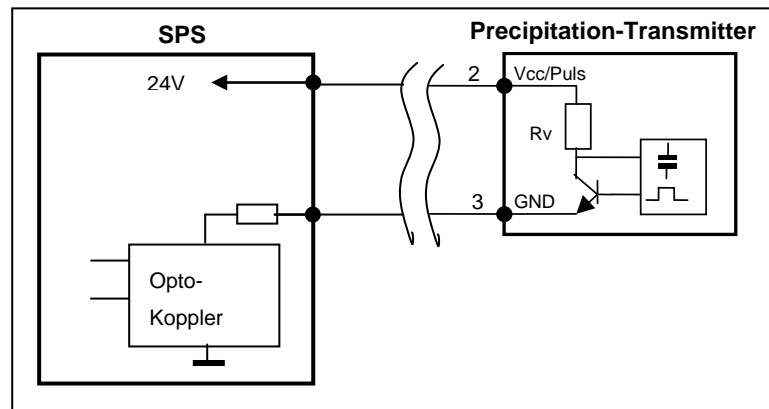 SPS
Precipitation-Transmitter
24V
2
Vcc/Puls
Rv
3
GND
Opto-
Koppler